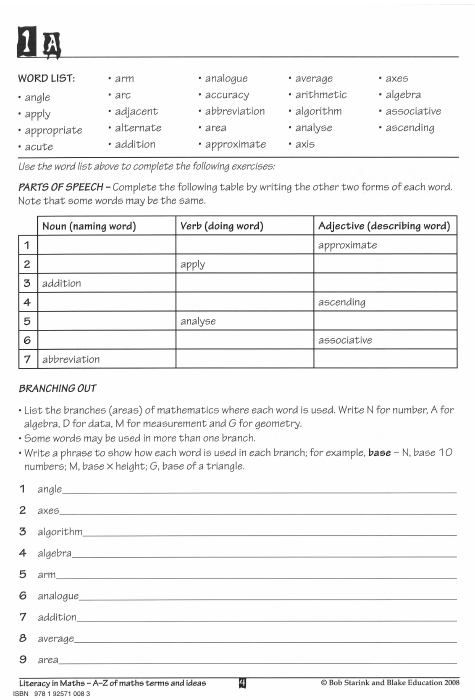 1 A
WORD LIST:
• angle
• apply
• appropriate
• acute
• arm
• arc
• adjacent
• alternate
• addition
• analogue
• accuracy
• abbreviation
• area
• approximate
• average
• arithmetic
• algorithm
• analyse
• axis
• axes
• algebra
• associative
• ascending
Use the word list above to complete the following exercises:
PARTS OF SPEECH – Complete the following table by writing the other two forms of each word.
Note that some words may be the same.
Noun (naming word) Verb (doing word) Adjective (describing word)
1 approximate
2 apply
3 addition
4 ascending
5 analyse
6 associative
7 abbreviation
BRANCHING OUT
• List the branches (areas) of mathematics where each word is used. Write N for number, A for
algebra, D for data, M for measurement and G for geometry.
• Some words may be used in more than one branch.
• Write a phrase to show how each word is used in each branch; for example, base – N, base 10
numbers; M, base × height; G, base of a triangle.
1 angle
2 axes
3 algorithm
4 algebra
5 arm
6 analogue
7 addition
8 average
9 area
Literacy in Maths – A–Z of maths terms and ideas 4 © Bob Starink and Blake Education 2008
ISBN 978 1 92571 008 3